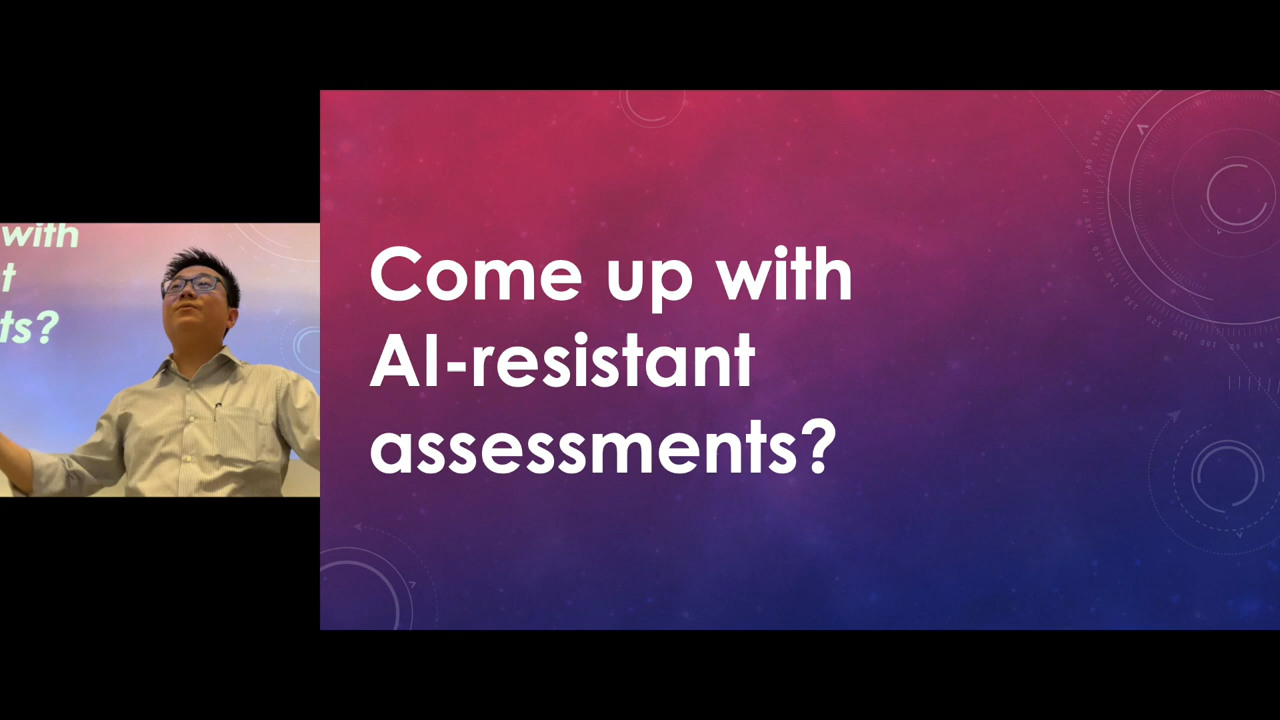 with
t
ts?
Come up with
AI-resistant
assessments?